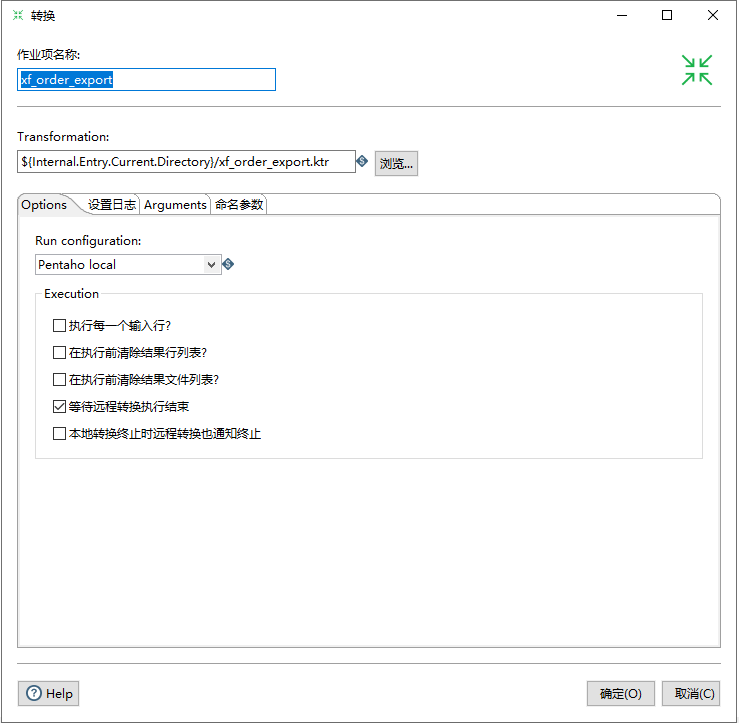 转换
作业项名称:
xf_order_export
Transformation:
${Internal.Entry.Current.Directory}/xf_order_export.ktr
浏览...
Options 设置日志 Arguments 命名参数
Run configuration:
Pentaho local
Execution
执行每一个输入行?
在执行前清除结果行列表?
在执行前清除结果文件列表?
等待远程转换执行结束
本地转换终止时远程转换也通知终止
Help 确定(O) 取消(C)